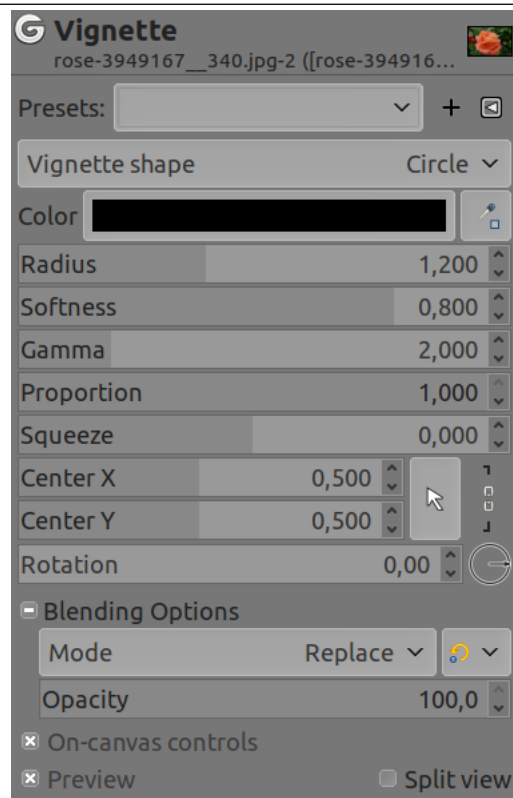 Vignette
rose-3949167__340.jpg-2 ([rose-394916...
Presets:
Vignette shape Circle
Color
Radius 1,200
Softness 0,800
Gamma 2,000
Proportion 1,000
Squeeze 0,000
Center X 0,500
Center Y 0,500
Rotation 0,00
Blending Options
Mode Replace
Opacity 100,0
On-canvas controls
Preview Split view